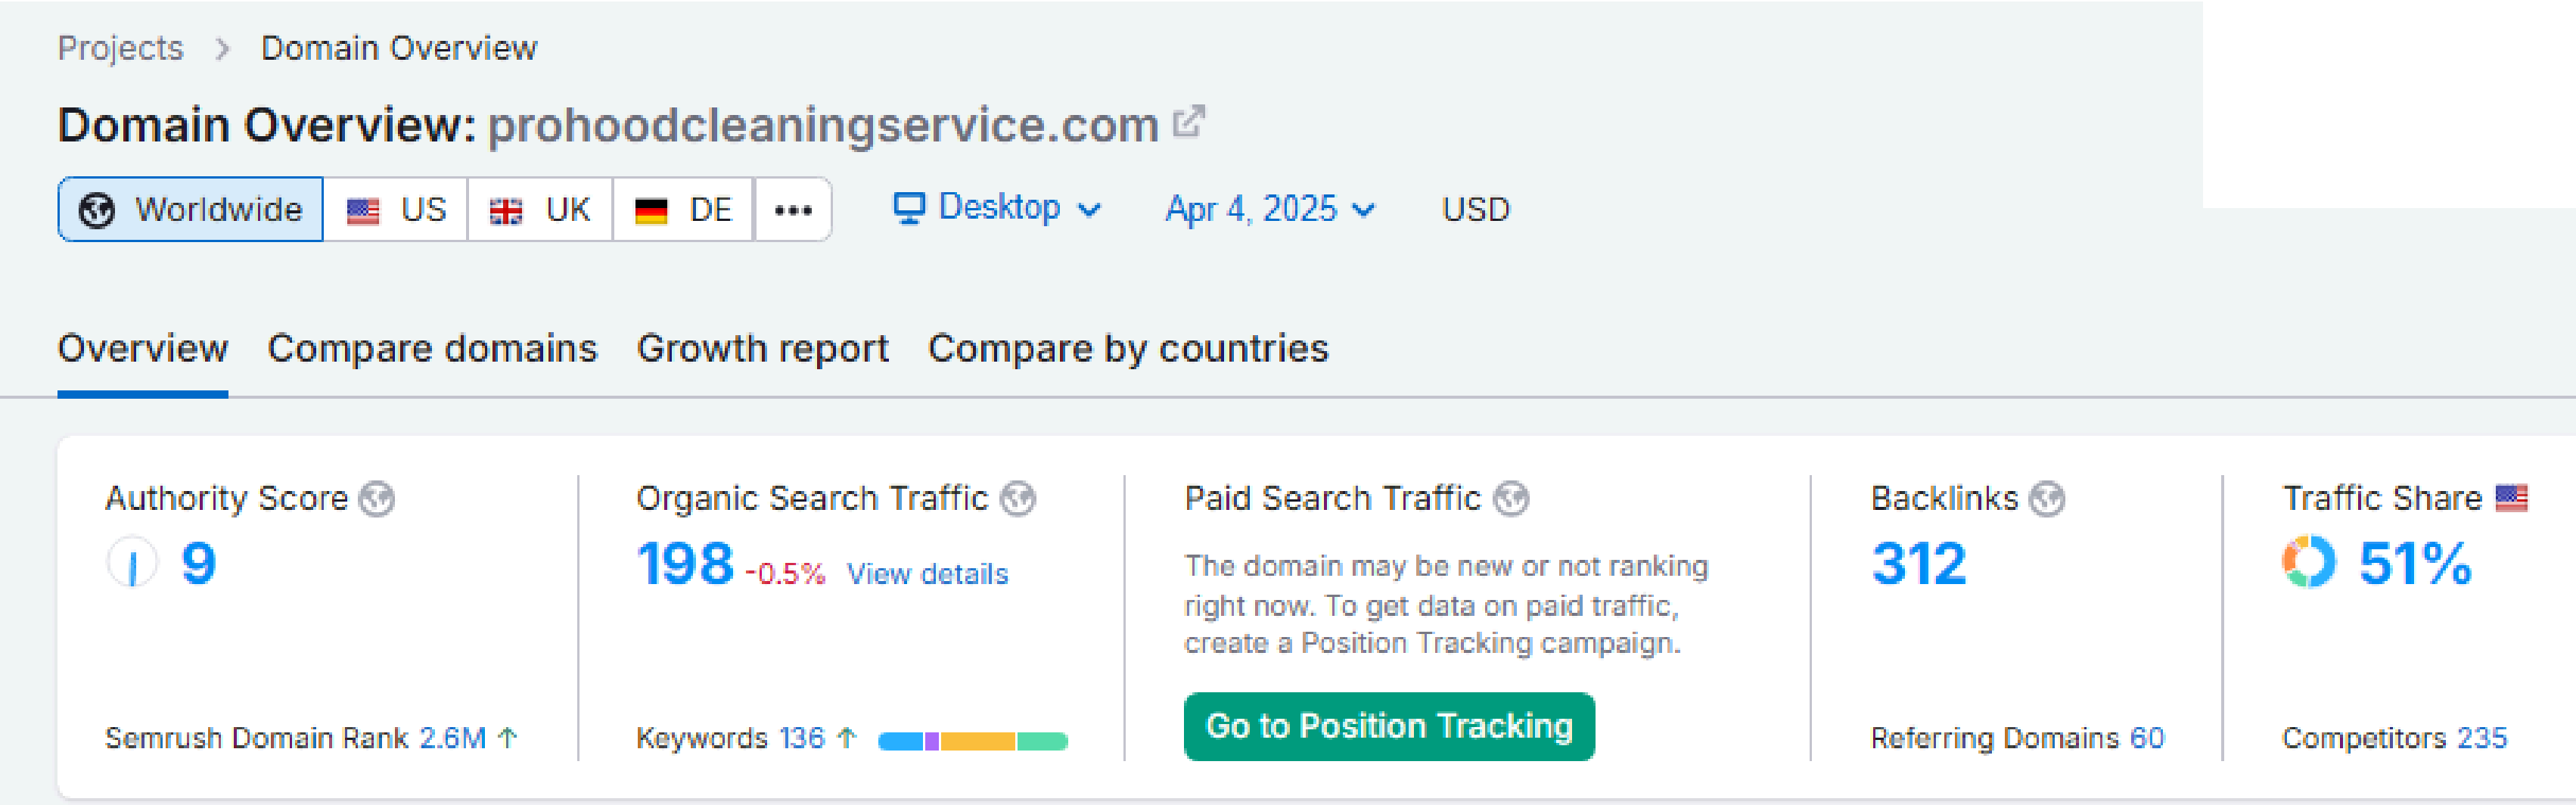 Projects > Domain Overview
Domain Overview: prohoodcleaningservice.com
Worldwide US UK DE ••• Desktop Apr 4, 2025 USD
Overview Compare domains Growth report Compare by countries
Authority Score Organic Search Traffic Paid Search Traffic Backlinks Traffic Share
9 198 -0.5% View details The domain may be new or not ranking 312 51%
right now. To get data on paid traffic,
create a Position Tracking campaign.
Go to Position Tracking
Semrush Domain Rank 2.6M ↑ Keywords 136 ↑ Referring Domains 60 Competitors 235